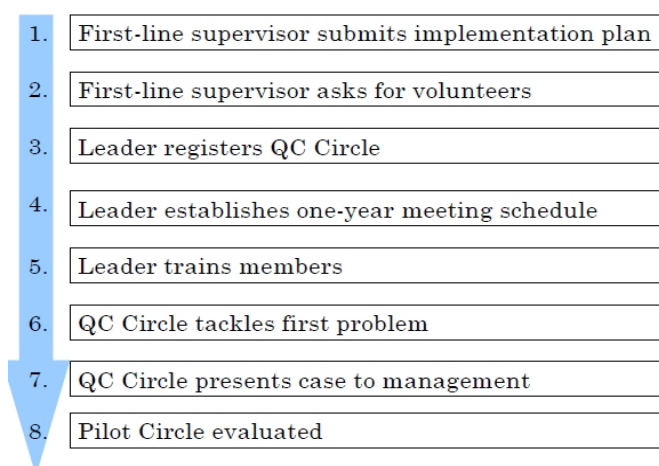 1. First-line supervisor submits implementation plan
2. First-line supervisor asks for volunteers
3. Leader registers QC Circle
4. Leader establishes one-year meeting schedule
5. Leader trains members
6. QC Circle tackles first problem
7. QC Circle presents case to management
8. Pilot Circle evaluated